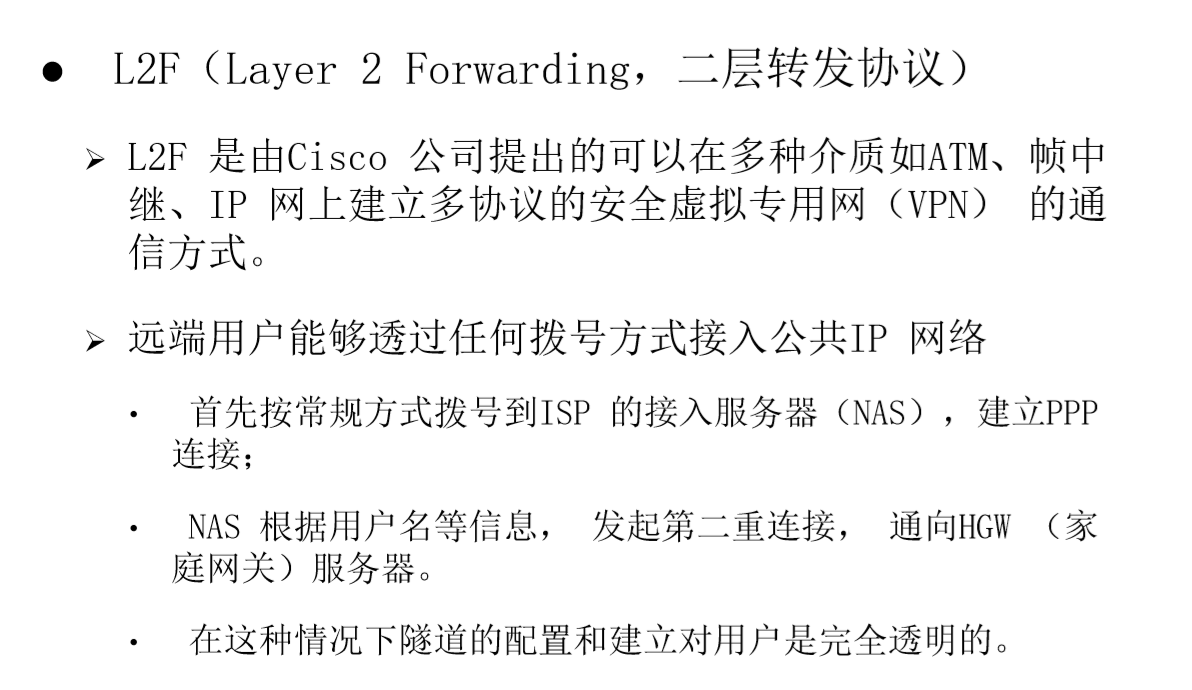 ● L2F（Layer 2 Forwarding，二层转发协议）
➢ L2F 是由Cisco 公司提出的可以在多种介质如ATM、帧中
继、IP 网上建立多协议的安全虚拟专用网（VPN） 的通
信方式。
➢ 远端用户能够透过任何拨号方式接入公共IP 网络
• 首先按常规方式拨号到ISP 的接入服务器（NAS），建立PPP
连接；
• NAS 根据用户名等信息， 发起第二重连接， 通向HGW （家
庭网关）服务器。
• 在这种情况下隧道的配置和建立对用户是完全透明的。